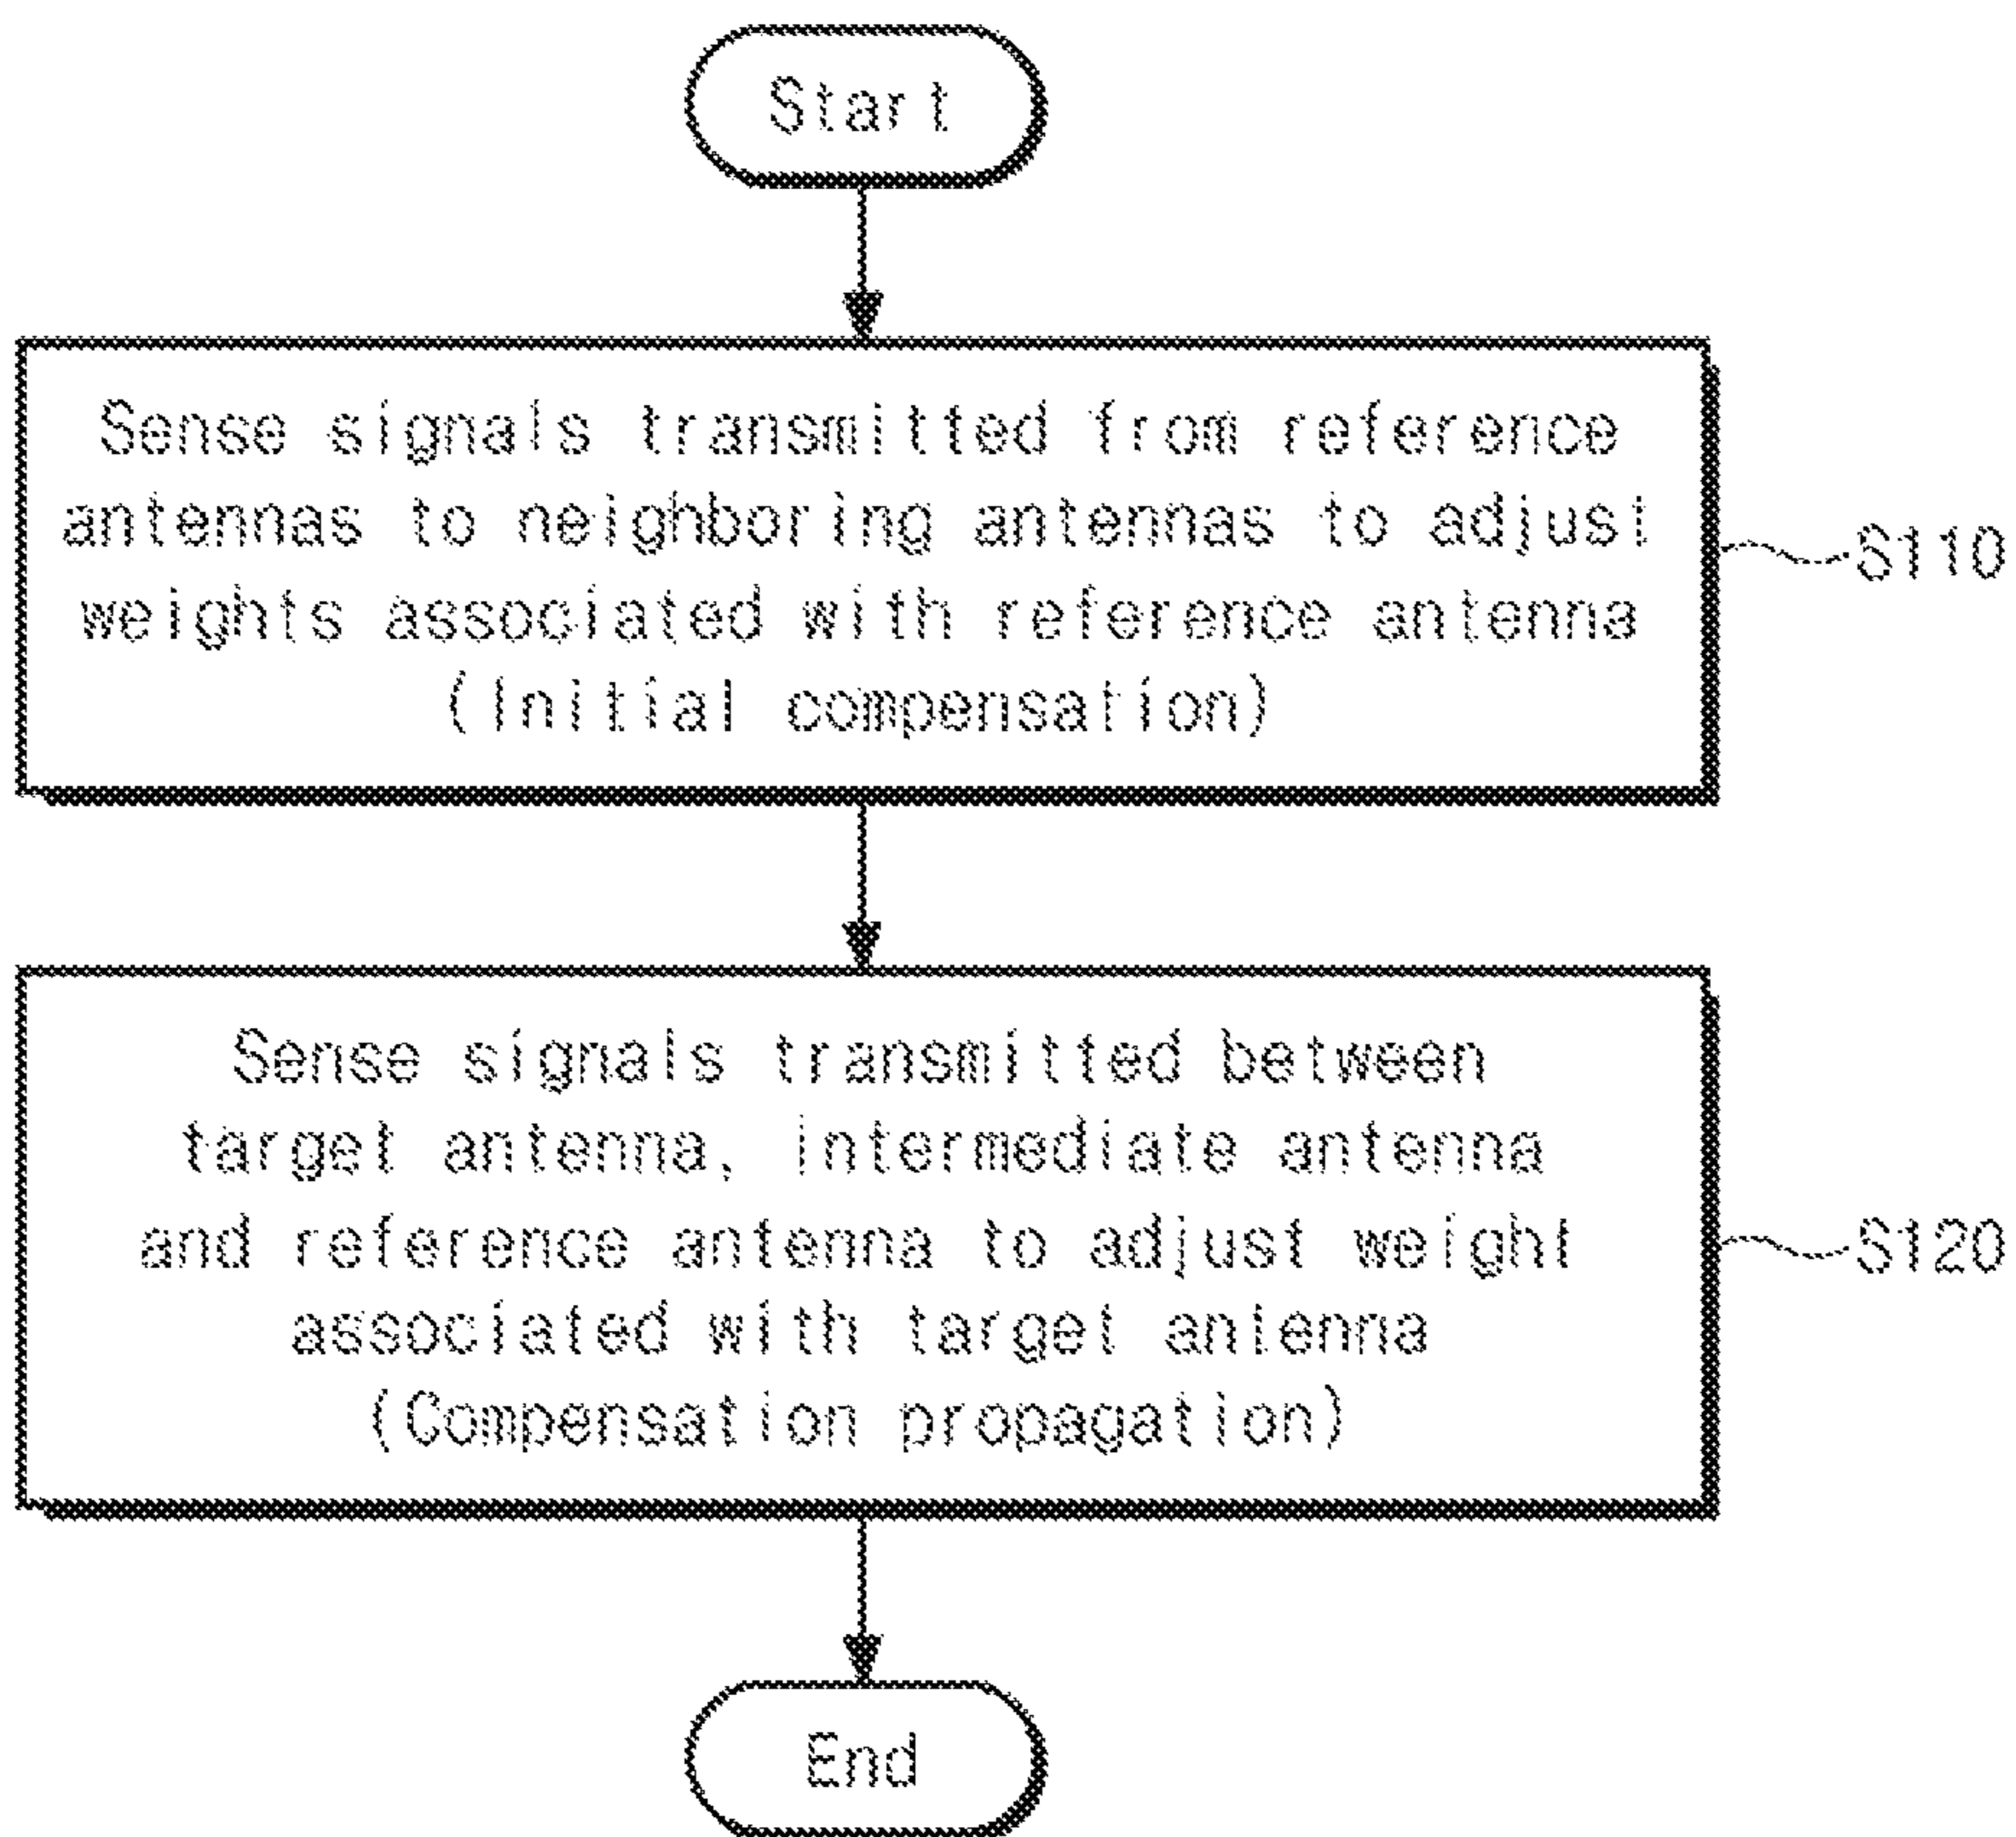 Start
Sense signals transmitted from reference
antennas to neighboring antennas to adjust
weights associated with reference antenna
(Initial compensation)
S110
Sense signals transmitted between
target antenna, intermediate antenna
and reference antenna to adjust weight
associated with target antenna
(Compensation propagation)
S120
End